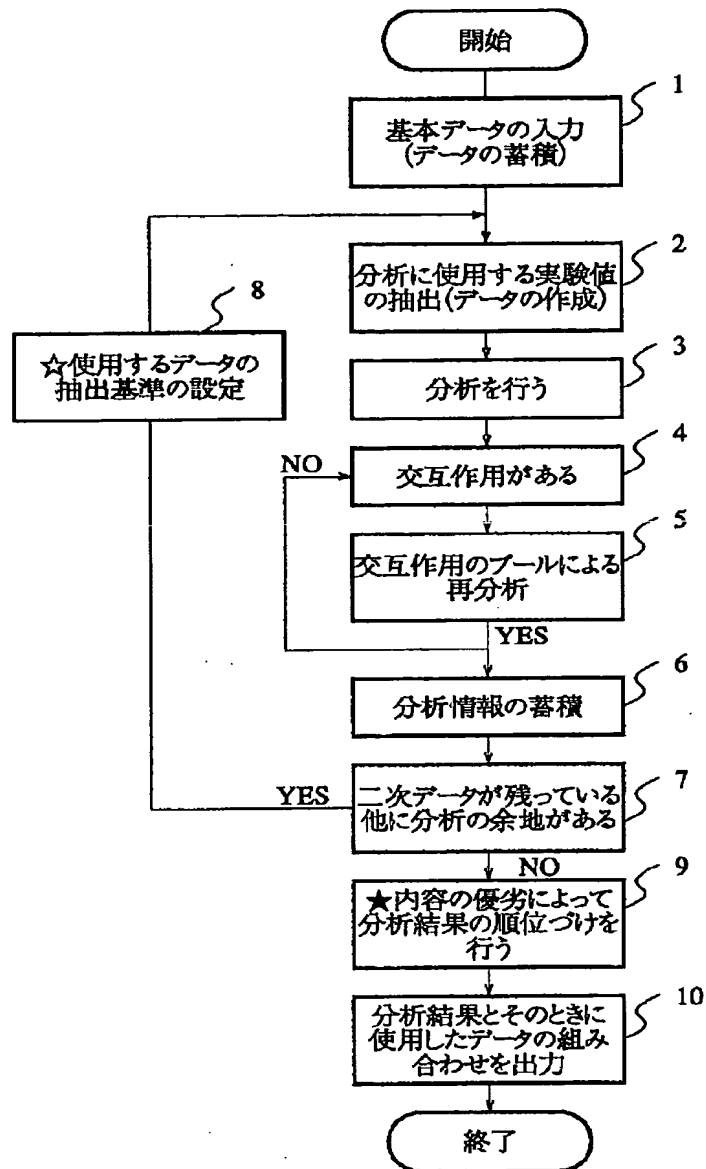 開始
1
基本データの入力
(データの蓄積)
2
分析に使用する実験値
の抽出(データの作成)
8
☆使用するデータの
抽出基準の設定
3
分析を行う
4
NO
交互作用がある
5
交互作用のプールによる
再分析
YES
6
分析情報の蓄積
7
YES
二次データが残っている
他に分析の余地がある
NO
9
★内容の優劣によって
分析結果の順位づけを
行う
10
分析結果とそのときに
使用したデータの組み
合わせを出力
終了